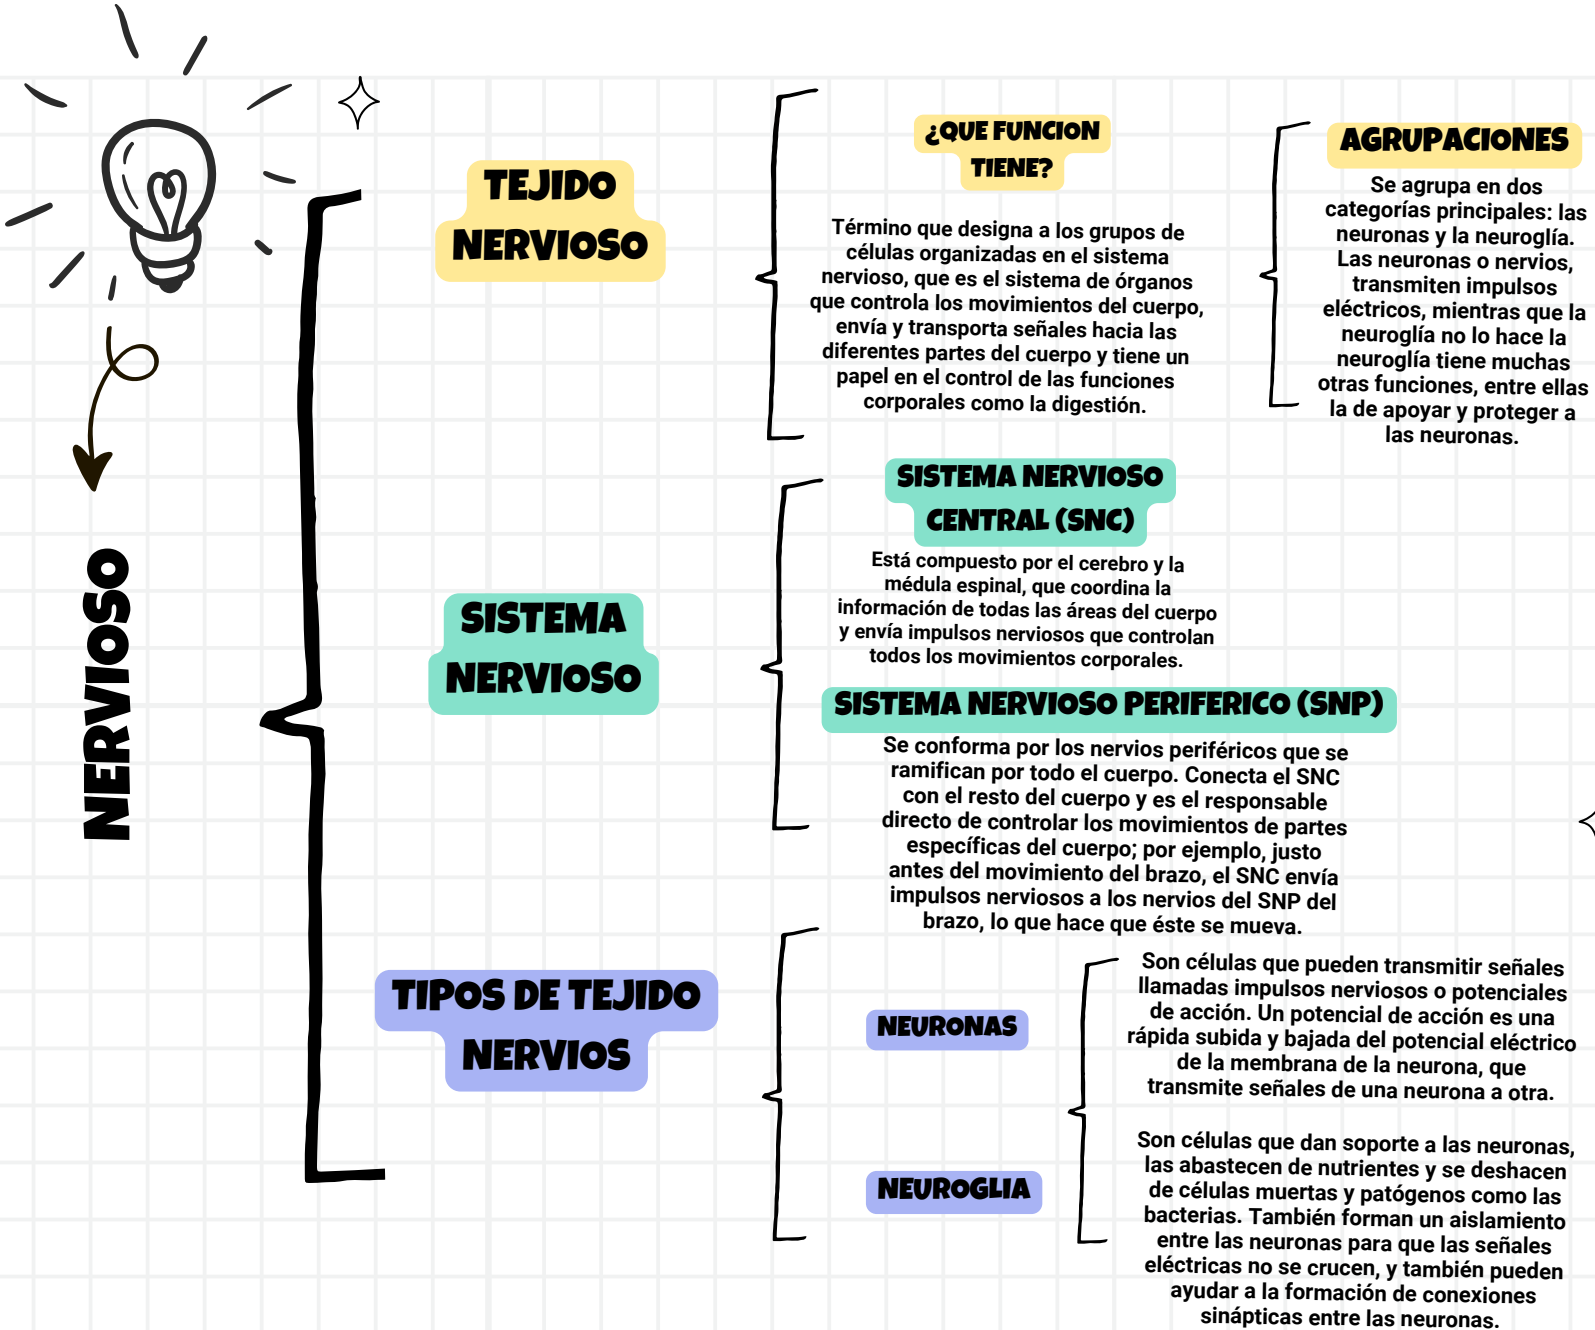 NERVIOSO
TEJIDO
NERVIOSO
¿QUE FUNCION
TIENE?
Término que designa a los grupos de
células organizadas en el sistema
nervioso, que es el sistema de órganos
que controla los movimientos del cuerpo,
envía y transporta señales hacia las
diferentes partes del cuerpo y tiene un
papel en el control de las funciones
corporales como la digestión.
AGRUPACIONES
Se agrupa en dos
categorías principales: las
neuronas y la neuroglía.
Las neuronas o nervios,
transmiten impulsos
eléctricos, mientras que la
neuroglía no lo hace la
neuroglía tiene muchas
otras funciones, entre ellas
la de apoyar y proteger a
las neuronas.
SISTEMA
NERVIOSO
SISTEMA NERVIOSO
CENTRAL (SNC)
Está compuesto por el cerebro y la
médula espinal, que coordina la
información de todas las áreas del cuerpo
y envía impulsos nerviosos que controlan
todos los movimientos corporales.
SISTEMA NERVIOSO PERIFERICO (SNP)
Se conforma por los nervios periféricos que se
ramifican por todo el cuerpo. Conecta el SNC
con el resto del cuerpo y es el responsable
directo de controlar los movimientos de partes
específicas del cuerpo; por ejemplo, justo
antes del movimiento del brazo, el SNC envía
impulsos nerviosos a los nervios del SNP del
brazo, lo que hace que éste se mueva.
TIPOS DE TEJIDO
NERVIOS
NEURONAS
Son células que pueden transmitir señales
llamadas impulsos nerviosos o potenciales
de acción. Un potencial de acción es una
rápida subida y bajada del potencial eléctrico
de la membrana de la neurona, que
transmite señales de una neurona a otra.
NEUROGLIA
Son células que dan soporte a las neuronas,
las abastecen de nutrientes y se deshacen
de células muertas y patógenos como las
bacterias. También forman un aislamiento
entre las neuronas para que las señales
eléctricas no se crucen, y también pueden
ayudar a la formación de conexiones
sinápticas entre las neuronas.